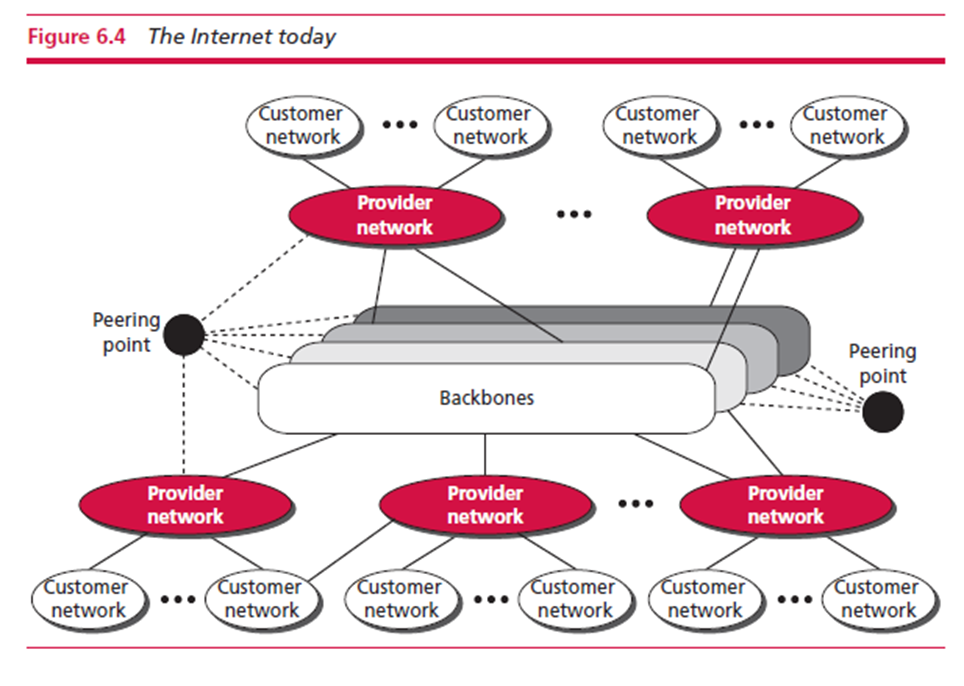 Figure 6.4 The Internet today
Customer
network
•••
Customer
network
Customer
network
•••
Customer
network
Provider
network
•••
Provider
network
Peering
point
Backbones
Peering
point
Provider
network
Provider
network
•••
Provider
network
Customer
network
•••
Customer
network
Customer
network
•••
Customer
network
Customer
network
•••
Customer
network